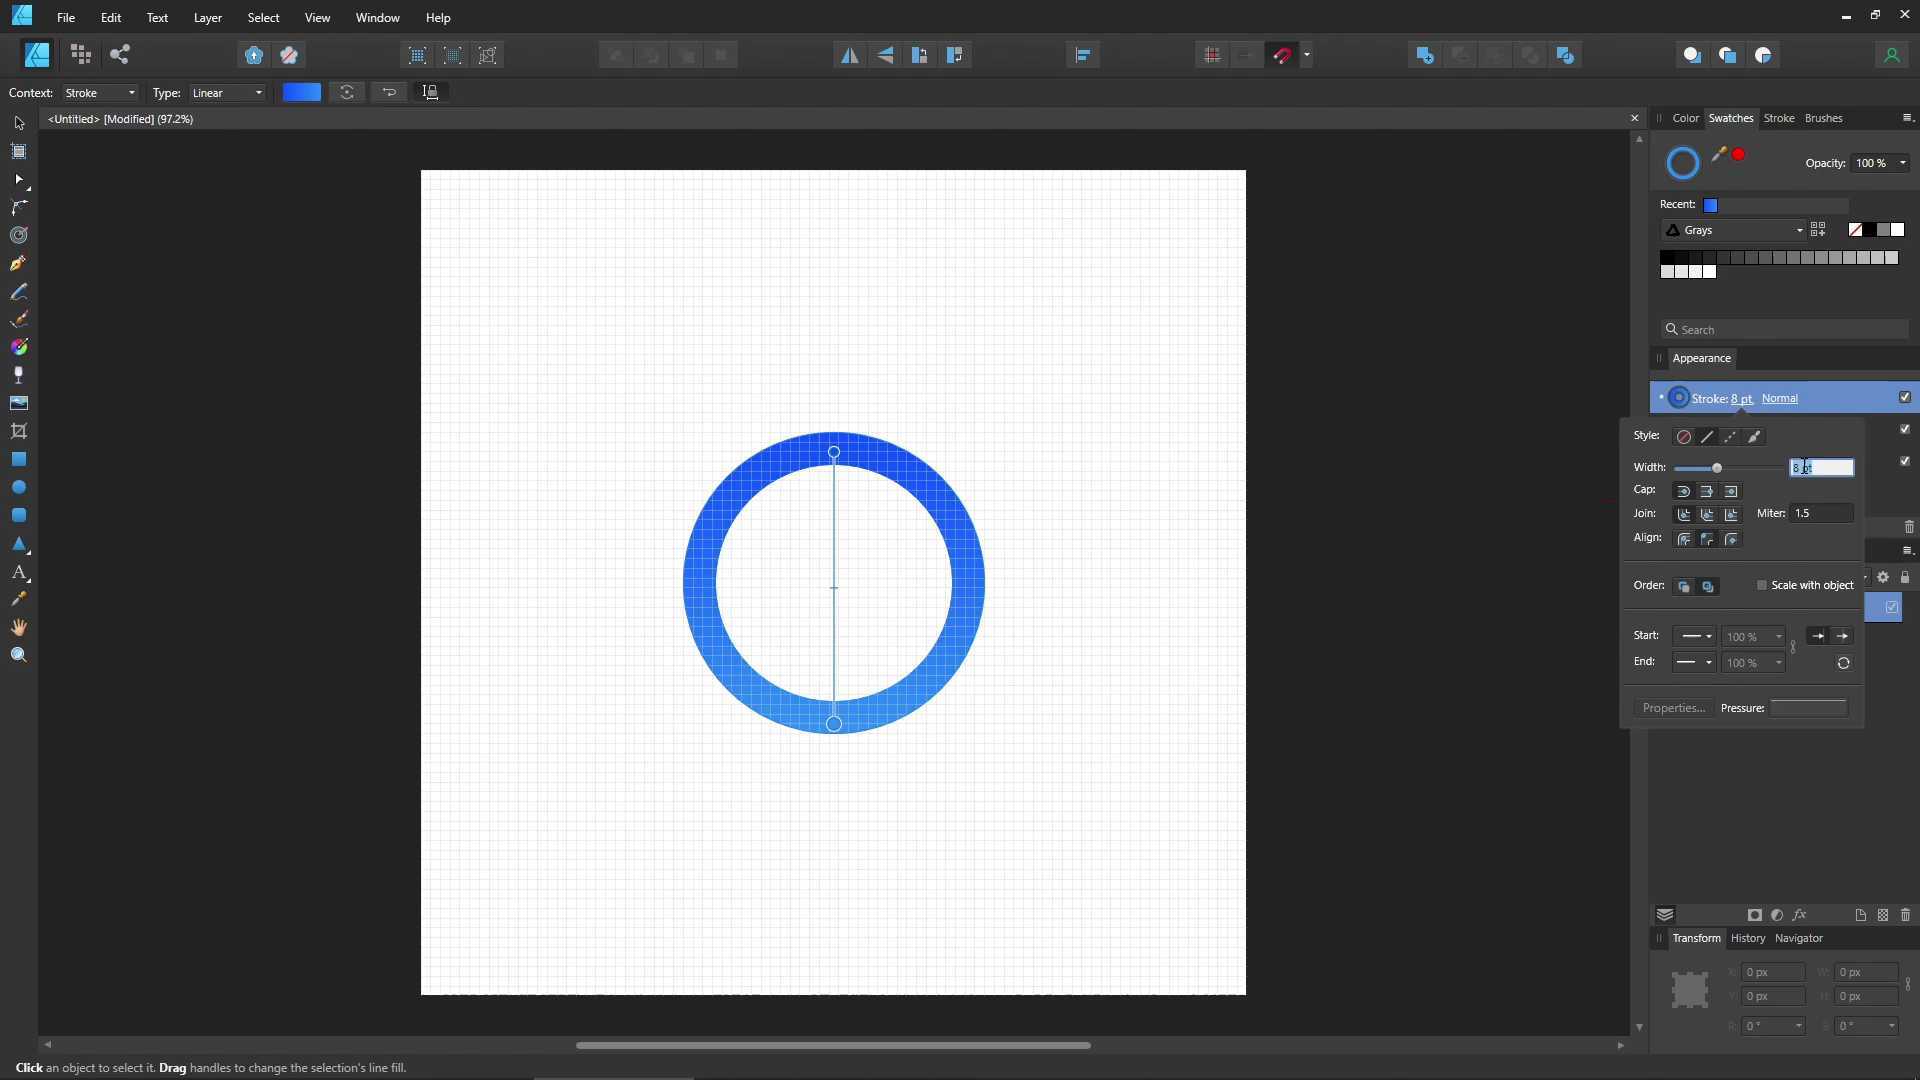 File Edit Text Layer Select View Window Help
Context: Stroke Type: Linear
<Untitled> [Modified] (97.2%)
Color Swatches Stroke Brushes
Opacity: 100 %
Recent:
Grays
Search
Appearance
Stroke: 8 pt Normal
Style:
Width: 8 pt
Cap:
Join: Miter: 1.5
Align:
Order: Scale with object
Start: 100 %
End: 100 %
Properties... Pressure:
Transform History Navigator
X: 0 px W: 0 px
Y: 0 px H: 0 px
R: 0 ° S: 0 °
Click an object to select it. Drag handles to change the selection's line fill.